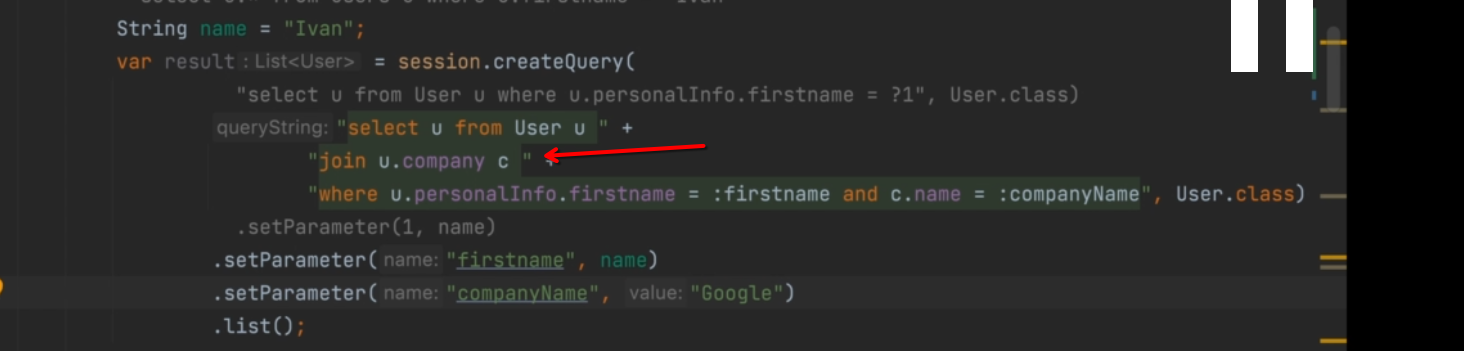 String name = "Ivan";
var result : List<User> = session.createQuery(
"select u from User u where u.personalInfo.firstname = ?1", User.class)
queryString: "select u from User u " +
"join u.company c " +
"where u.personalInfo.firstname = :firstname and c.name = :companyName", User.class)
.setParameter(1, name)
.setParameter( name: "firstname", name)
.setParameter( name: "companyName", value: "Google")
.list();